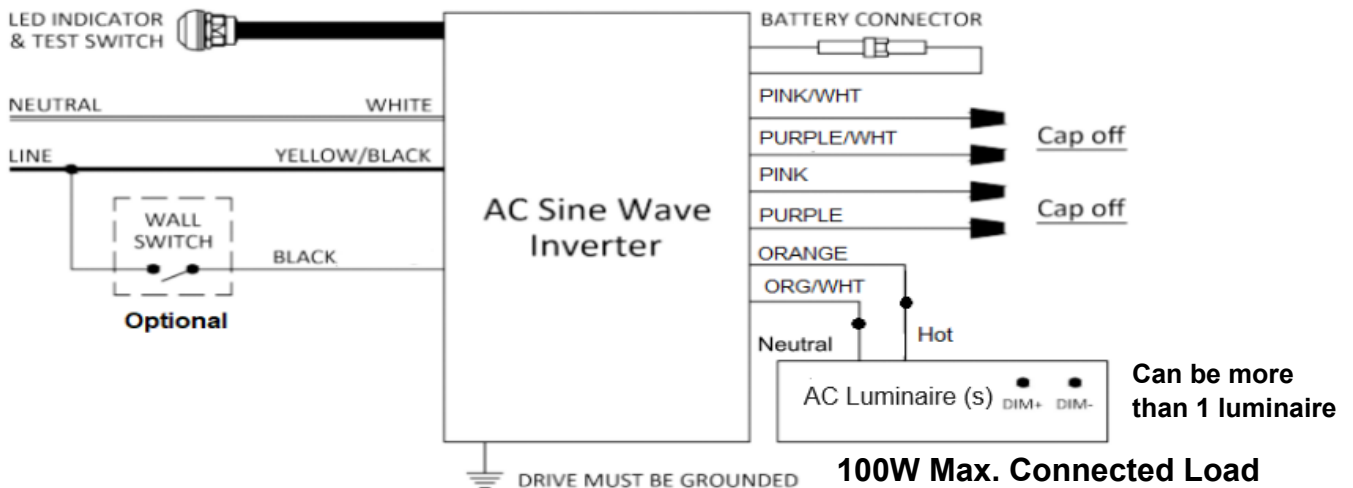 LED INDICATOR
& TEST SWITCH
BATTERY CONNECTOR
NEUTRAL
WHITE
LINE
YELLOW/BLACK
WALL
SWITCH
BLACK
Optional
AC Sine Wave
Inverter
PINK/WHT
PURPLE/WHT
Cap off
PINK
PURPLE
Cap off
ORANGE
ORG/WHT
Neutral
Hot
AC Luminaire (s)
DIM+ DIM-
Can be more
than 1 luminaire
DRIVE MUST BE GROUNDED
100W Max. Connected Load